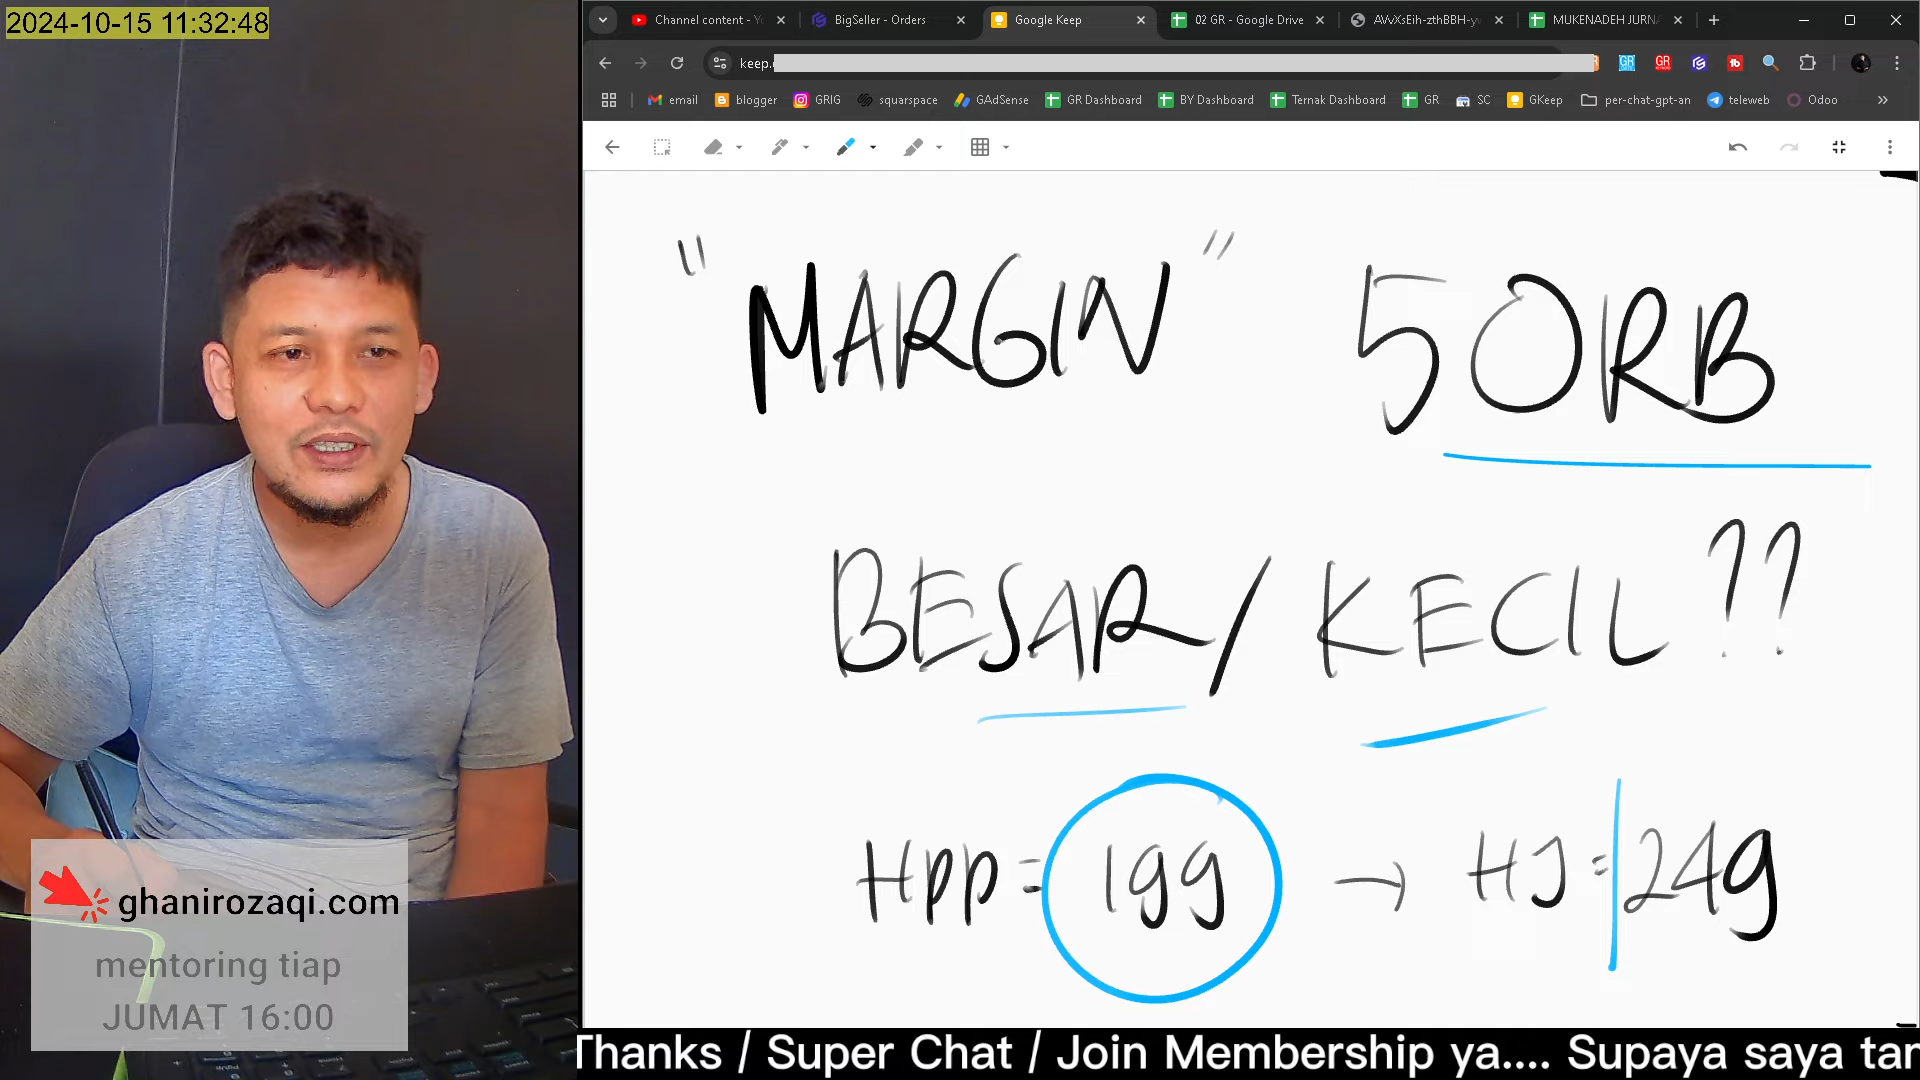 2024-10-15 11:32:48
Channel content - Y
BigSeller - Orders
Google Keep
02 GR - Google Drive
AVvXsEih-zthBBH-y
MUKENADEH JURN
keep.
email
blogger
GRIG
squarspace
GAdSense
GR Dashboard
BY Dashboard
Ternak Dashboard
GR
SC
GKeep
per-chat-gpt-an
teleweb
Odoo
"MARGIN" 50RB
BESAR/KECIL??
HPP = 199 → HJ = 249
ghanirozaqi.com
mentoring tiap
JUMAT 16:00
Thanks / Super Chat / Join Membership ya.... Supaya saya tan